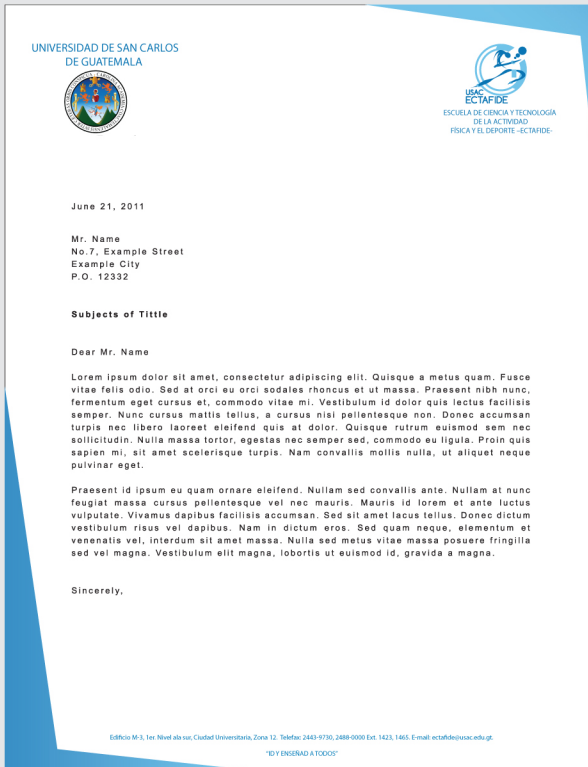 UNIVERSIDAD DE SAN CARLOS
DE GUATEMALA
USAC
ECTAFIDE
ESCUELA DE CIENCIA Y TECNOLOGÍA
DE LA ACTIVIDAD
FÍSICA Y EL DEPORTE -ECTAFIDE-
June 21, 2011
Mr. Name
No.7, Example Street
Example City
P.O. 12332
Subjects of Tittle
Dear Mr. Name
Lorem ipsum dolor sit amet, consectetur adipiscing elit. Quisque a metus quam. Fusce
vitae felis odio. Sed at orci eu orci sodales rhoncus et ut massa. Praesent nibh nunc,
fermentum eget cursus et, commodo vitae mi. Vestibulum id dolor quis lectus facilisis
semper. Nunc cursus mattis tellus, a cursus nisi pellentesque non. Donec accumsan
turpis nec libero laoreet eleifend quis at dolor. Quisque rutrum euismod sem nec
sollicitudin. Nulla massa tortor, egestas nec semper sed, commodo eu ligula. Proin quis
sapien mi, sit amet scelerisque turpis. Nam convallis mollis nulla, ut aliquet neque
pulvinar eget.
Praesent id ipsum eu quam ornare eleifend. Nullam sed convallis ante. Nullam at nunc
feugiat massa cursus pellentesque vel nec mauris. Mauris id lorem et ante luctus
vulputate. Vivamus dapibus facilisis accumsan. Sed sit amet lacus tellus. Donec dictum
vestibulum risus vel dapibus. Nam in dictum eros. Sed quam neque, elementum et
venenatis vel, interdum sit amet massa. Nulla sed metus vitae massa posuere fringilla
sed vel magna. Vestibulum elit magna, lobortis ut euismod id, gravida a magna.
Sincerely,
Edificio M-3, 1er. Nivel ala sur, Ciudad Universitaria, Zona 12. Telefax: 2443-9730, 2488-0000 Ext. 1423, 1465. E-mail: ectafide@usac.edu.gt.
"ID Y ENSEÑAD A TODOS"